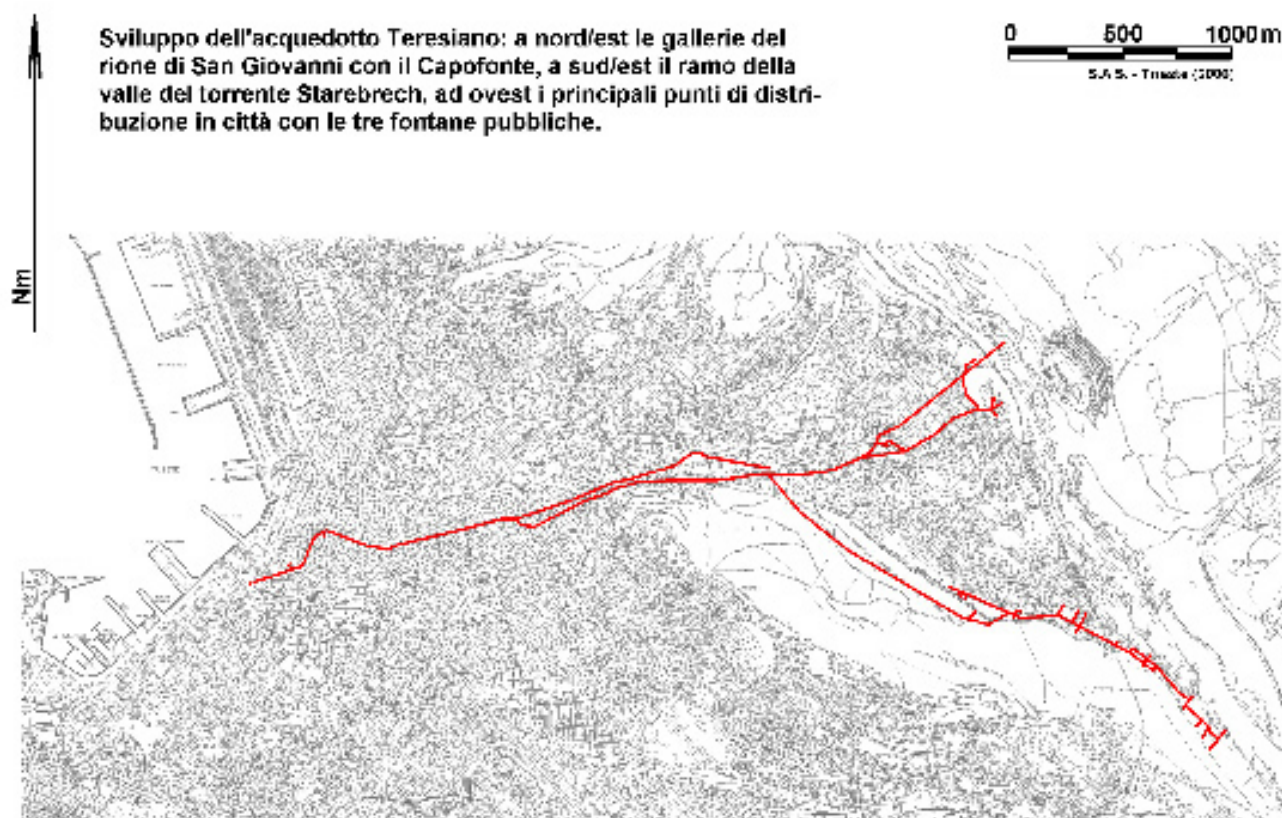 Sviluppo dell'acquedotto Teresiano: a nord/est le gallerie del
rione di San Giovanni con il Capofonte, a sud/est il ramo della
valle del torrente Starebrech, ad ovest i principali punti di distri-
buzione in città con le tre fontane pubbliche.
0 500 1000m
S.A.S. - Trieste (2006)
Nm